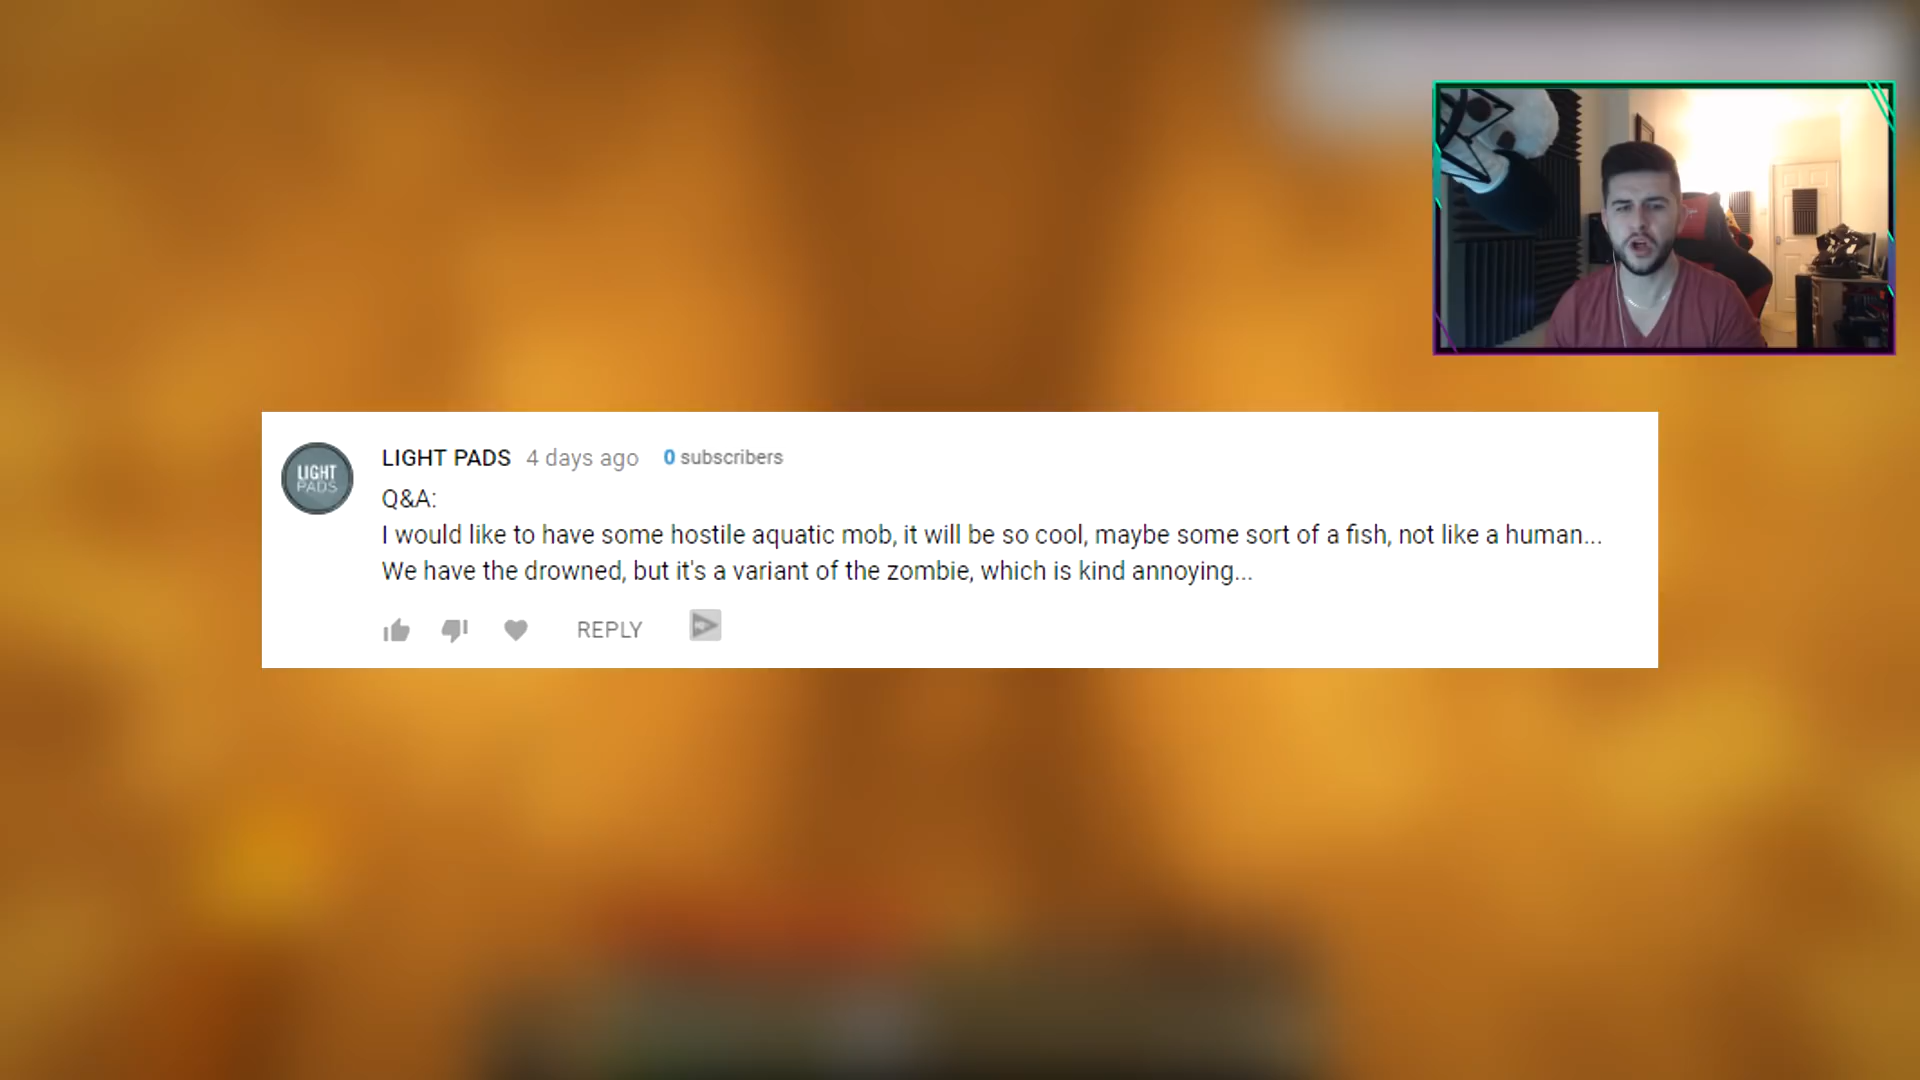 LIGHT PADS
LIGHT PADS 4 days ago 0 subscribers
Q&A:
I would like to have some hostile aquatic mob, it will be so cool, maybe some sort of a fish, not like a human...
We have the drowned, but it's a variant of the zombie, which is kind annoying...
REPLY